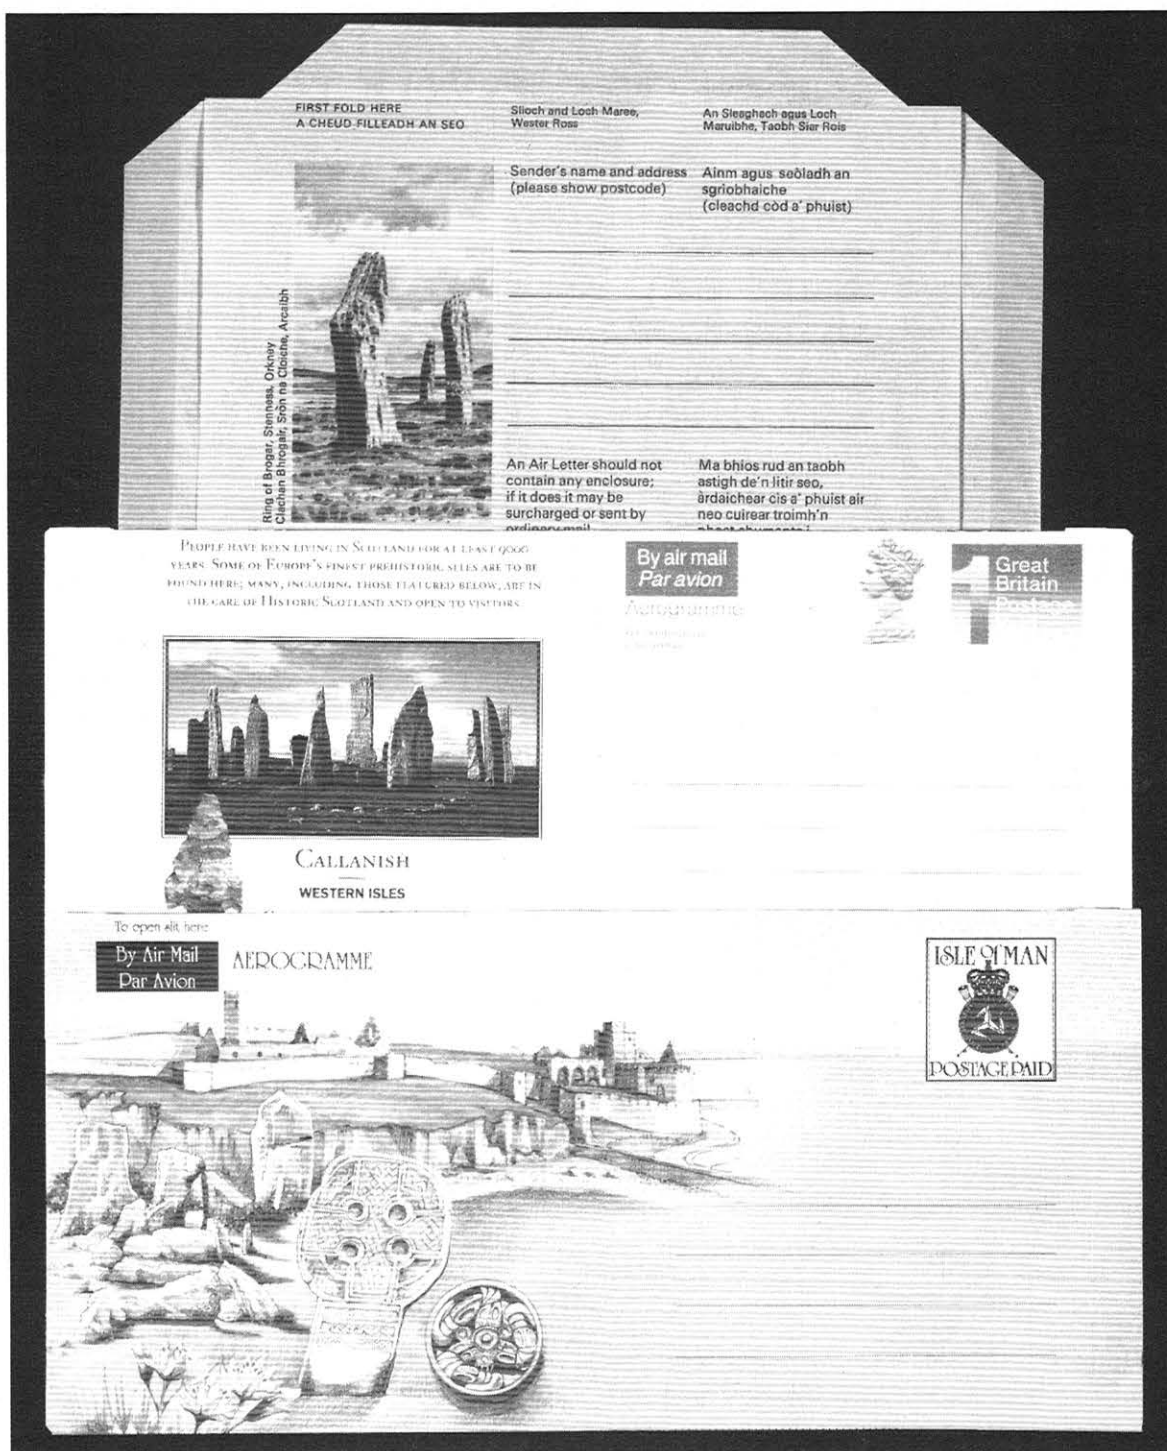 FIRST FOLD HERE
A CHEUD FILLEADH AN SEO
Slioch and Loch Maree,
Wester Ross
An Sleaghach agus Loch
Maruibhe, Taobh Siar Rois
Sender's name and address
(please show postcode)
Ainm agus seòladh an
sgrìobhaiche
(cleachd còd a' phuist)
Ring of Brogar, Stenness, Orkney
Clachan Bhrogair, Sròn na Cloiche, Arcaibh
An Air Letter should not
contain any enclosure;
if it does it may be
surcharged or sent by
ordinary mail
Ma bhios rud an taobh
astigh de'n litir seo,
àrdaichear cis a' phuist air
neo cuirear troimh'n
PEOPLE HAVE BEEN LIVING IN SCOTLAND FOR AT LEAST 9000
YEARS. SOME OF EUROPE'S FINEST PREHISTORIC SITES ARE TO BE
FOUND HERE; MANY, INCLUDING THOSE FEATURED BELOW, ARE IN
THE CARE OF HISTORIC SCOTLAND AND OPEN TO VISITORS
By air mail
Par avion
Aerogramme
1
Great
Britain
Postage
CALLANISH
WESTERN ISLES
To open slit here
By Air Mail
Par Avion
AEROGRAMME
ISLE OF MAN
POSTAGE PAID